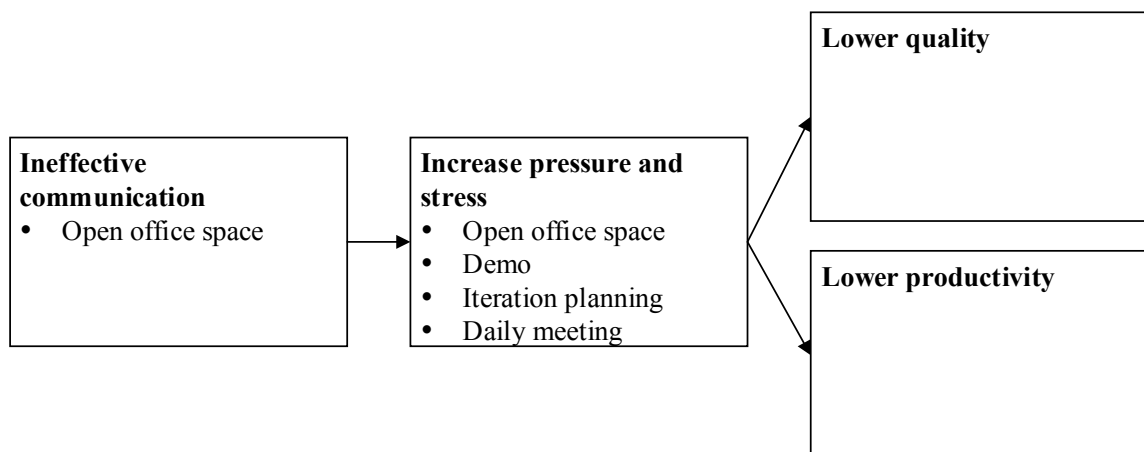 Ineffective
communication
• Open office space
Increase pressure and
stress
• Open office space
• Demo
• Iteration planning
• Daily meeting
Lower quality
Lower productivity